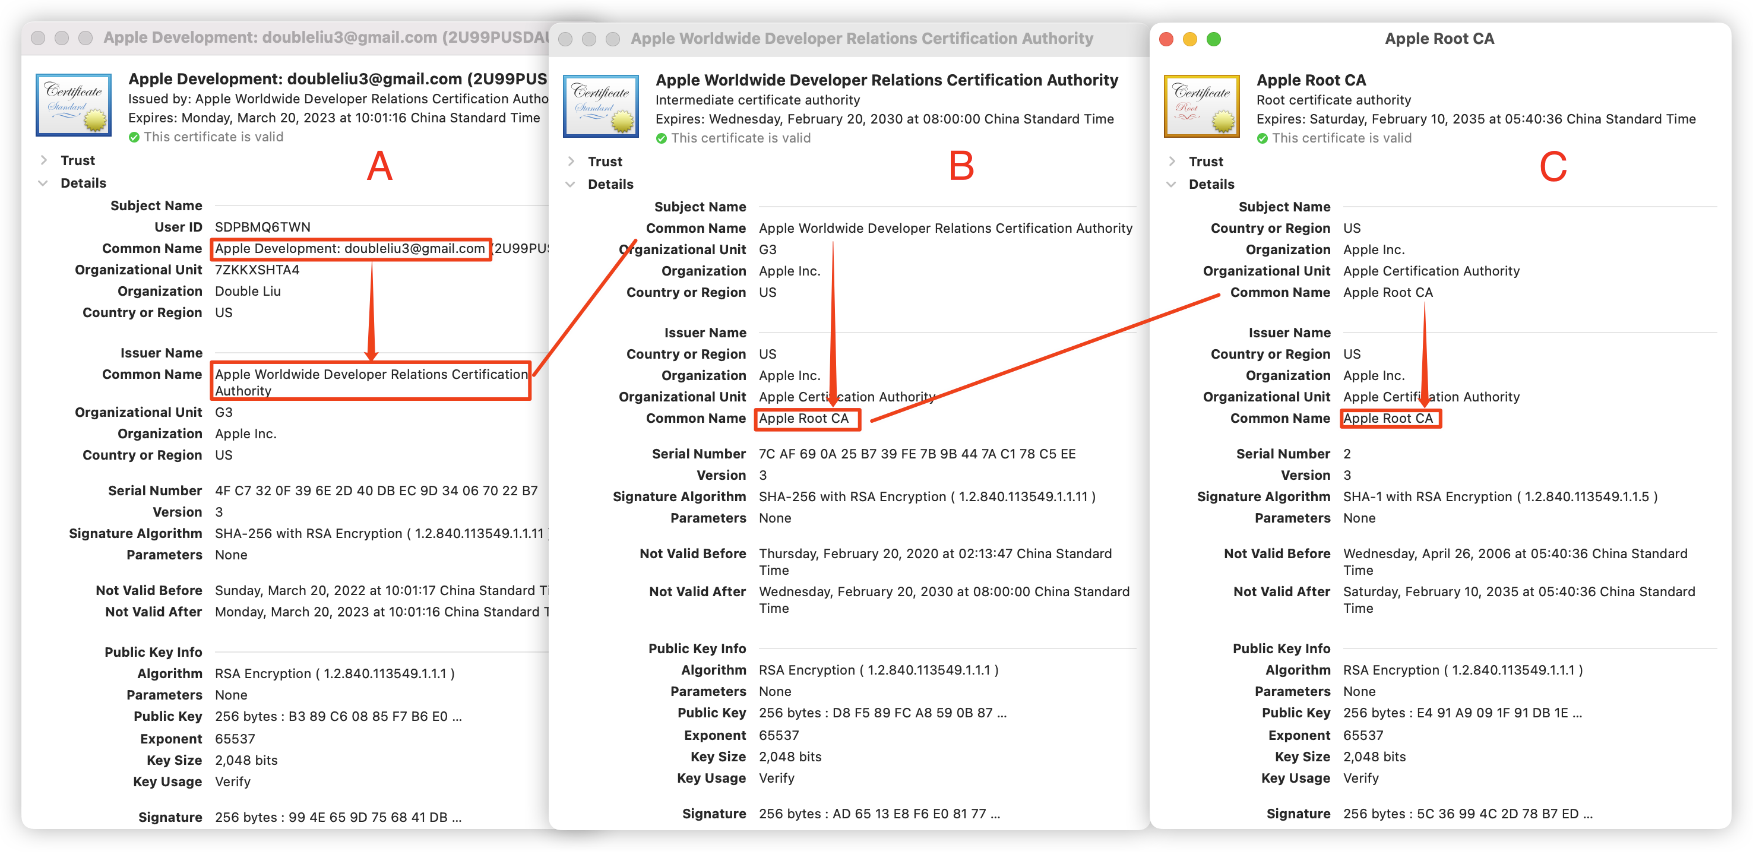 Apple Development: doubleliu3@gmail.com (2U99PUSDAU
Certificate
Standard
Apple Development: doubleliu3@gmail.com (2U99PUS
Issued by: Apple Worldwide Developer Relations Certification Autho
Expires: Monday, March 20, 2023 at 10:01:16 China Standard Time
This certificate is valid
A
Trust
Details
Subject Name
User ID SDPBMQ6TWN
Common Name Apple Development: doubleliu3@gmail.com (2U99PUS
Organizational Unit 7ZKKXSHTA4
Organization Double Liu
Country or Region US
Issuer Name
Common Name Apple Worldwide Developer Relations Certification
Authority
Organizational Unit G3
Organization Apple Inc.
Country or Region US
Serial Number 4F C7 32 0F 39 6E 2D 40 DB EC 9D 34 06 70 22 B7
Version 3
Signature Algorithm SHA-256 with RSA Encryption ( 1.2.840.113549.1.1.11 )
Parameters None
Not Valid Before Sunday, March 20, 2022 at 10:01:17 China Standard Ti
Not Valid After Monday, March 20, 2023 at 10:01:16 China Standard T
Public Key Info
Algorithm RSA Encryption ( 1.2.840.113549.1.1.1 )
Parameters None
Public Key 256 bytes : B3 89 C6 08 85 F7 B6 E0 ...
Exponent 65537
Key Size 2,048 bits
Key Usage Verify
Signature 256 bytes : 99 4E 65 9D 75 68 41 DB ...
Apple Worldwide Developer Relations Certification Authority
Certificate
Standard
Apple Worldwide Developer Relations Certification Authority
Intermediate certificate authority
Expires: Wednesday, February 20, 2030 at 08:00:00 China Standard Time
This certificate is valid
B
Trust
Details
Subject Name
Common Name Apple Worldwide Developer Relations Certification Authority
Organizational Unit G3
Organization Apple Inc.
Country or Region US
Issuer Name
Country or Region US
Organization Apple Inc.
Organizational Unit Apple Certification Authority
Common Name Apple Root CA
Serial Number 7C AF 69 0A 25 B7 39 FE 7B 9B 44 7A C1 78 C5 EE
Version 3
Signature Algorithm SHA-256 with RSA Encryption ( 1.2.840.113549.1.1.11 )
Parameters None
Not Valid Before Thursday, February 20, 2020 at 02:13:47 China Standard
Time
Not Valid After Wednesday, February 20, 2030 at 08:00:00 China Standard
Time
Public Key Info
Algorithm RSA Encryption ( 1.2.840.113549.1.1.1 )
Parameters None
Public Key 256 bytes : D8 F5 89 FC A8 59 0B 87 ...
Exponent 65537
Key Size 2,048 bits
Key Usage Verify
Signature 256 bytes : AD 65 13 E8 F6 E0 81 77 ...
Apple Root CA
Certificate
Root
Apple Root CA
Root certificate authority
Expires: Saturday, February 10, 2035 at 05:40:36 China Standard Time
This certificate is valid
C
Trust
Details
Subject Name
Country or Region US
Organization Apple Inc.
Organizational Unit Apple Certification Authority
Common Name Apple Root CA
Issuer Name
Country or Region US
Organization Apple Inc.
Organizational Unit Apple Certification Authority
Common Name Apple Root CA
Serial Number 2
Version 3
Signature Algorithm SHA-1 with RSA Encryption ( 1.2.840.113549.1.1.5 )
Parameters None
Not Valid Before Wednesday, April 26, 2006 at 05:40:36 China Standard
Time
Not Valid After Saturday, February 10, 2035 at 05:40:36 China Standard
Time
Public Key Info
Algorithm RSA Encryption ( 1.2.840.113549.1.1.1 )
Parameters None
Public Key 256 bytes : E4 91 A9 09 1F 91 DB 1E ...
Exponent 65537
Key Size 2,048 bits
Key Usage Verify
Signature 256 bytes : 5C 36 99 4C 2D 78 B7 ED ...